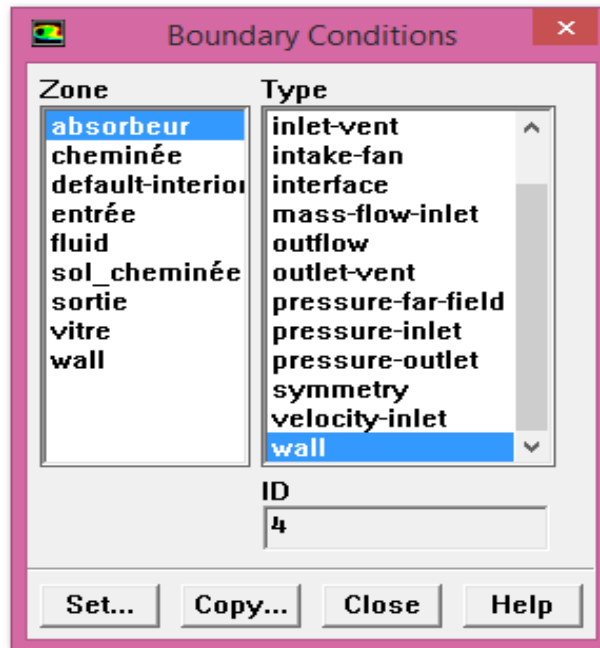 Boundary Conditions
Zone
absorbeur
cheminée
default-interior
entrée
fluid
sol_cheminée
sortie
vitre
wall
Type
inlet-vent
intake-fan
interface
mass-flow-inlet
outflow
outlet-vent
pressure-far-field
pressure-inlet
pressure-outlet
symmetry
velocity-inlet
wall
ID
4
Set... Copy... Close Help